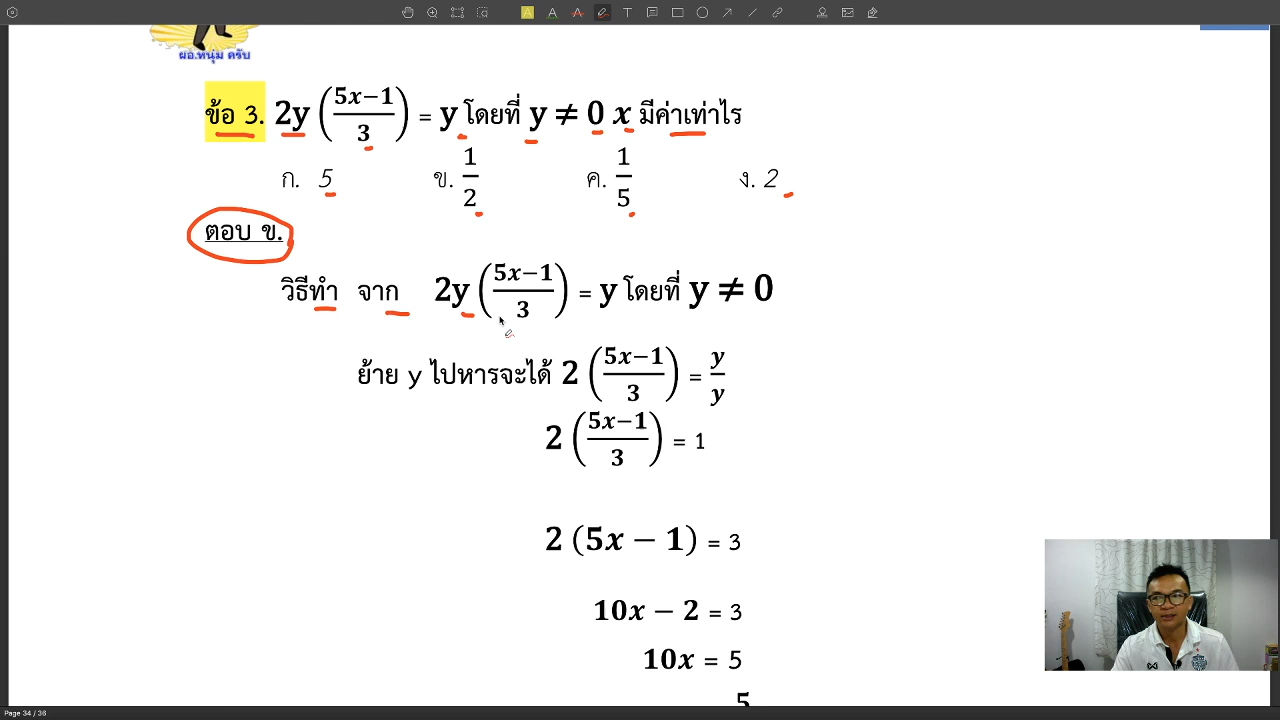 ผอ.หนุ่ม ครับ
ข้อ 3. 2y (5x−1/3) = y โดยที่ y ≠ 0 x มีค่าเท่าไร
ก. 5 ข. 1/2 ค. 1/5 ง. 2
ตอบ ข.
วิธีทำ จาก 2y (5x−1/3) = y โดยที่ y ≠ 0
ย้าย y ไปหารจะได้ 2 (5x−1/3) = y/y
2 (5x−1/3) = 1
2 (5x − 1) = 3
10x − 2 = 3
10x = 5
5
Page 34 / 36